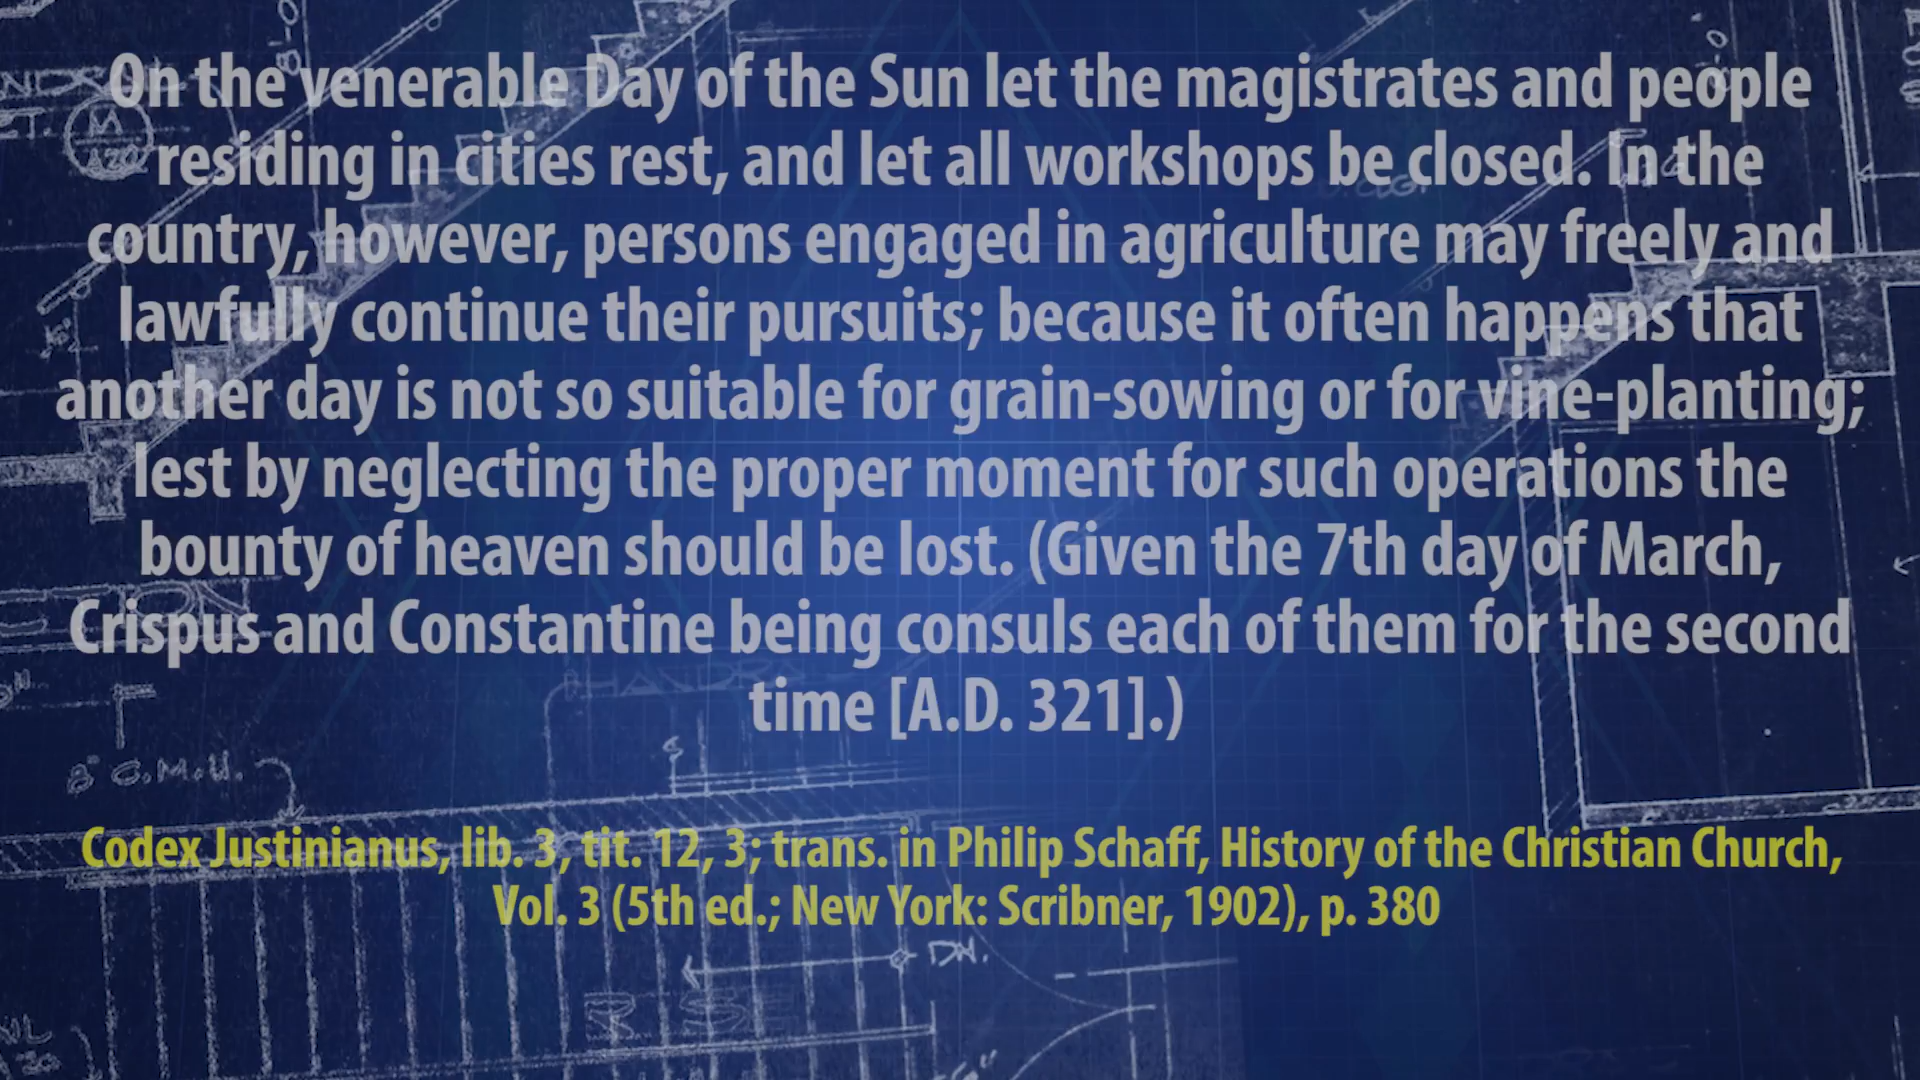 On the venerable Day of the Sun let the magistrates and people
residing in cities rest, and let all workshops be closed. In the
country, however, persons engaged in agriculture may freely and
lawfully continue their pursuits; because it often happens that
another day is not so suitable for grain-sowing or for vine-planting;
lest by neglecting the proper moment for such operations the
bounty of heaven should be lost. (Given the 7th day of March,
Crispus and Constantine being consuls each of them for the second
time [A.D. 321].)
8" C.M.U.
Codex Justinianus, lib. 3, tit. 12, 3; trans. in Philip Schaff, History of the Christian Church,
Vol. 3 (5th ed.; New York: Scribner, 1902), p. 380
DN.